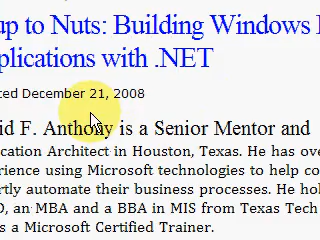 up to Nuts: Building Windows
plications with .NET
ced December 21, 2008
id F. Anthony is a Senior Mentor and
cation Architect in Houston, Texas. He has ove
rience using Microsoft technologies to help co
rtly automate their business processes. He hol
, an MBA and a BBA in MIS from Texas Tech
s a Microsoft Certified Trainer.